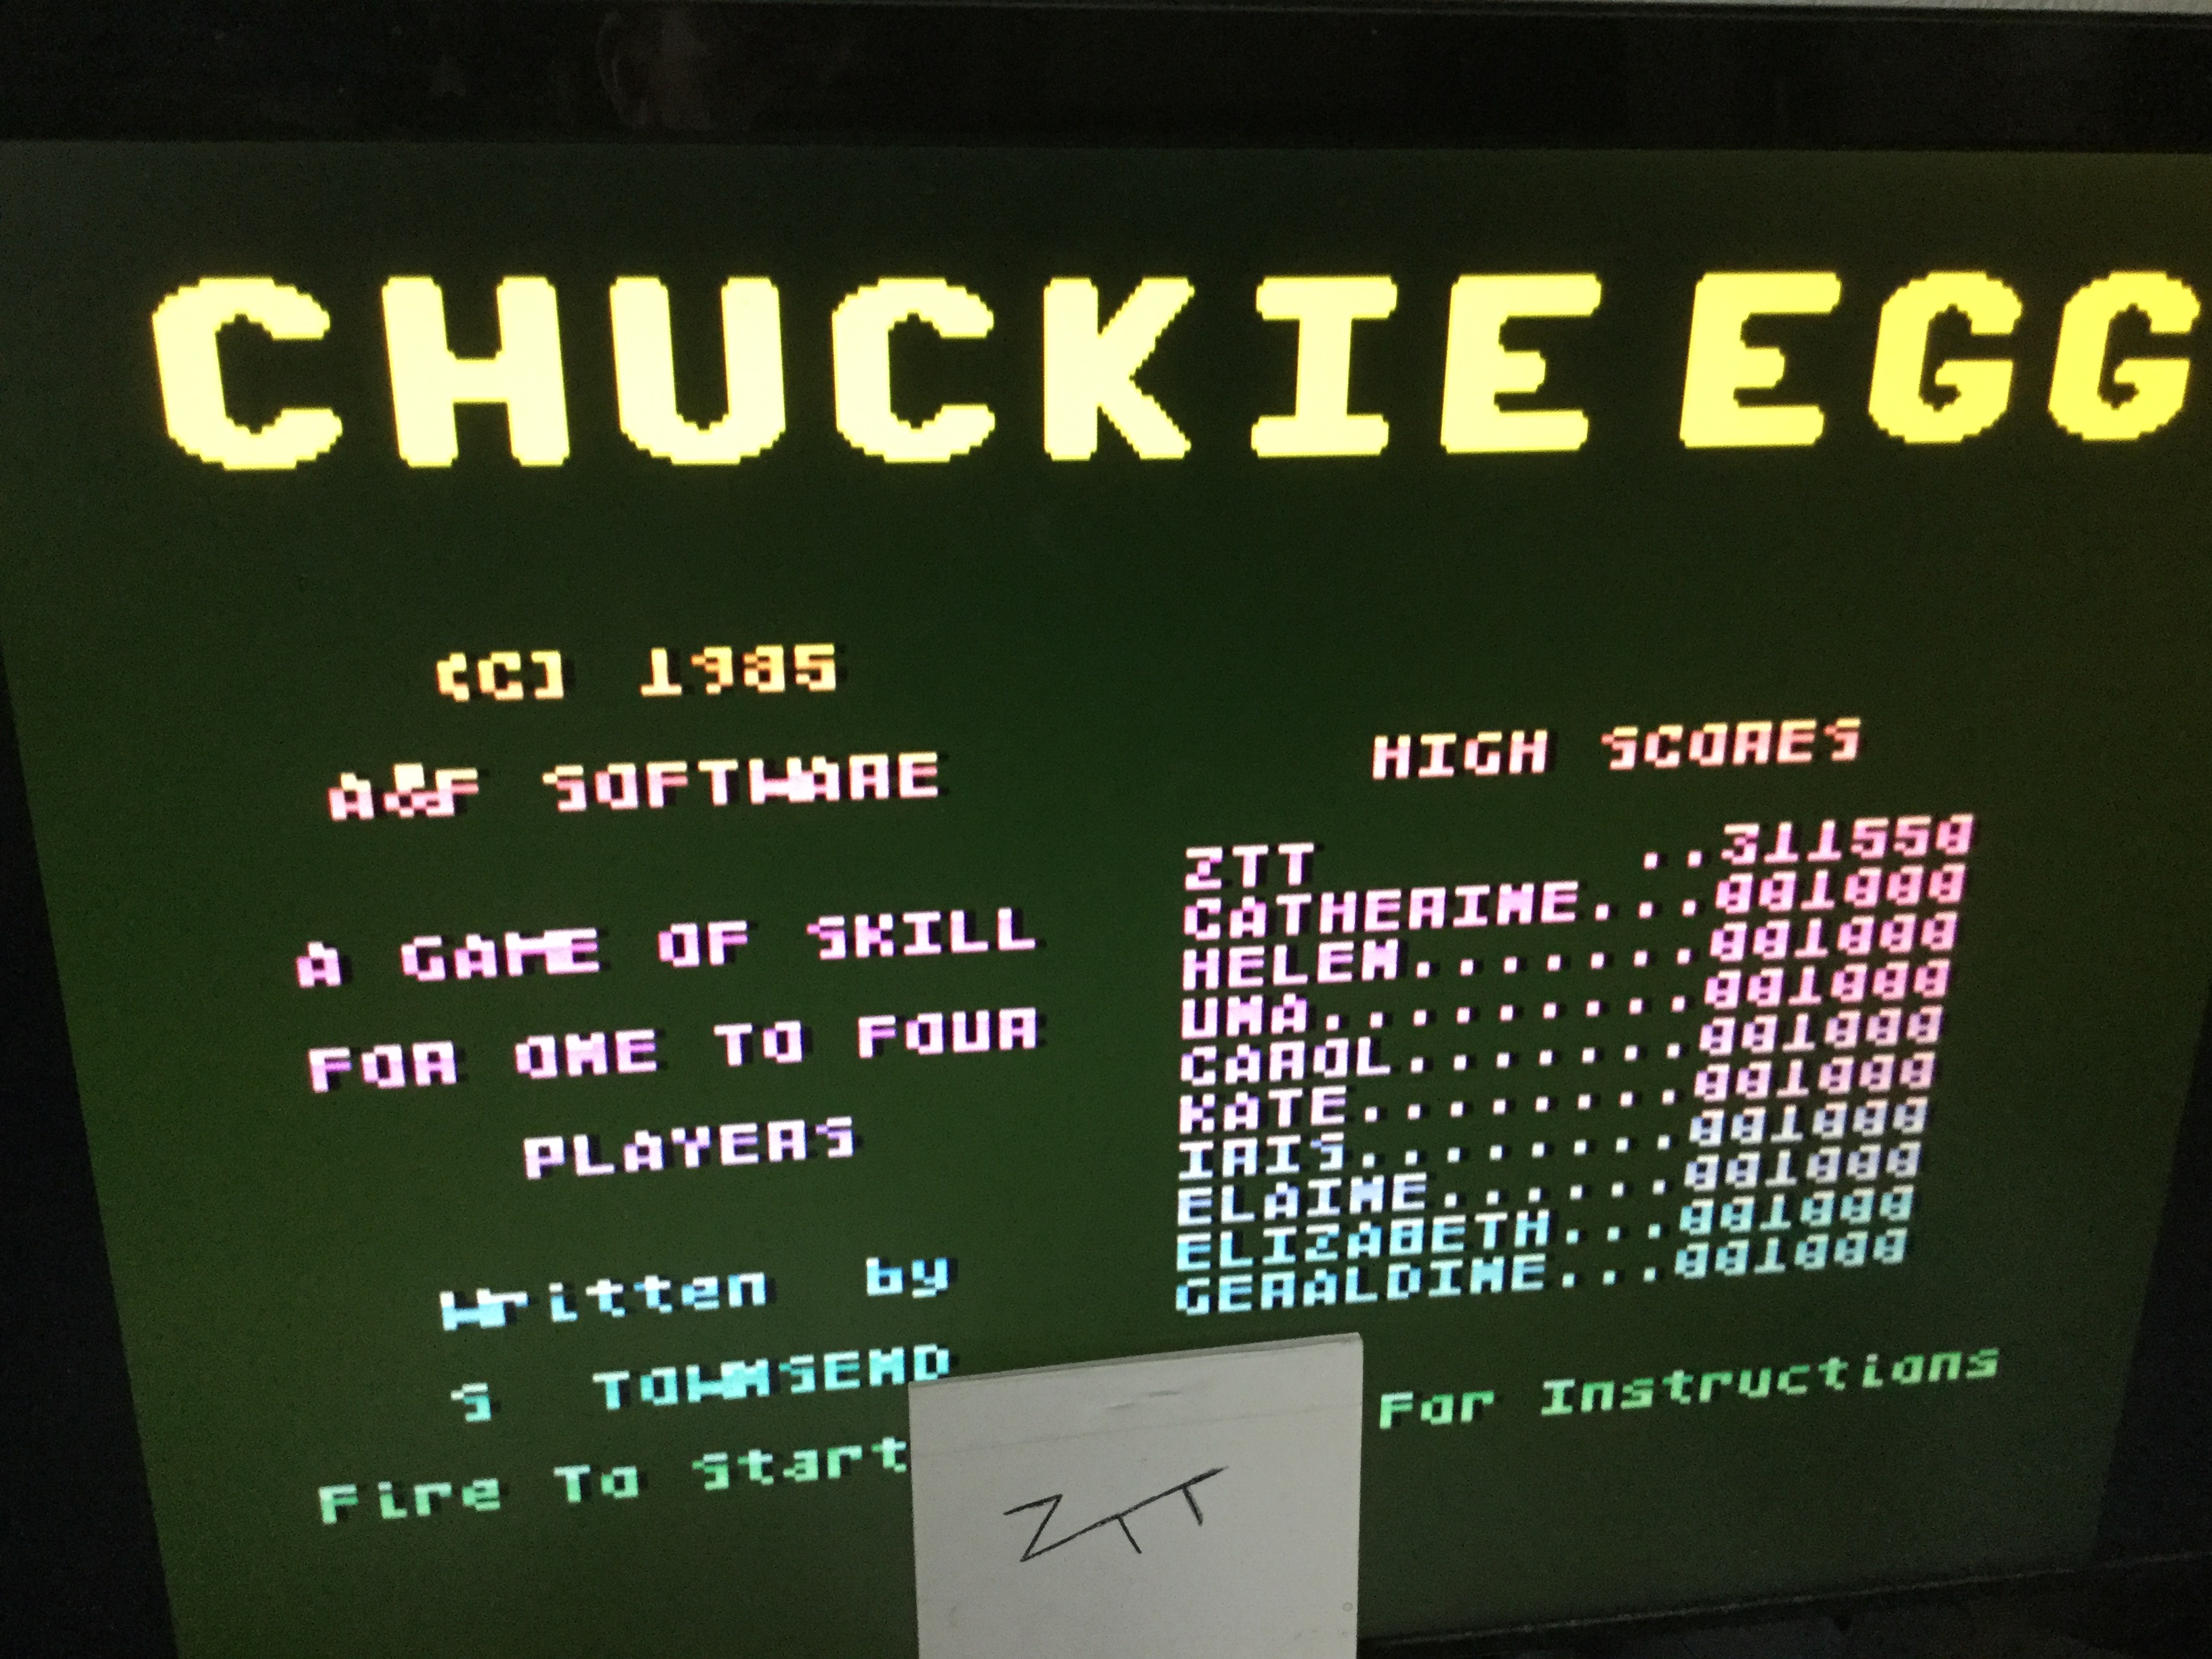 CHUCKIE EGG
(C) 1985
A&F SOFTWARE
A GAME OF SKILL
FOR ONE TO FOUR
PLAYERS
Written by
S TOWNSEND
Fire To Start
HIGH SCORES
ZTT ..311550
CATHERINE...001000
HELEN.......001000
UMA.........001000
CAROL.......001000
KATE........001000
IRIS........001000
ELAINE......001000
ELIZABETH...001000
GERALDINE...001000
For Instructions
ZTT